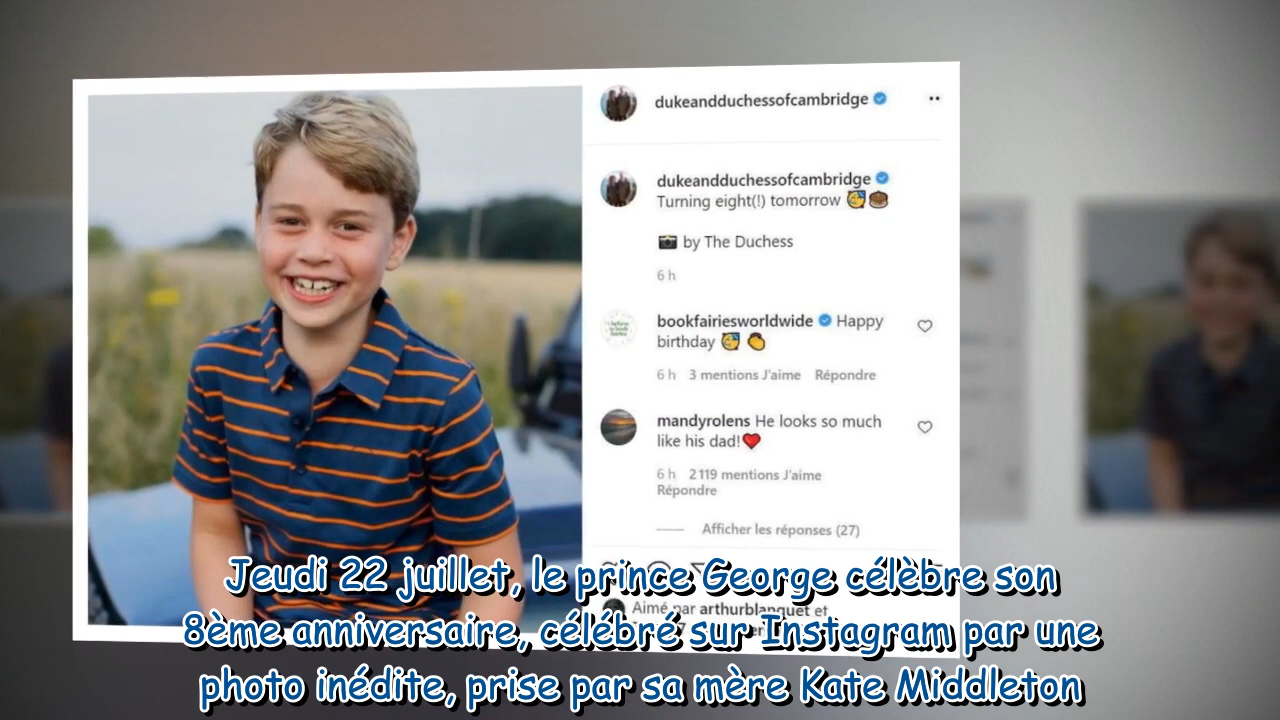 dukeandduchessofcambridge
dukeandduchessofcambridge
Turning eight(!) tomorrow 🥳🎂
📷 by The Duchess
6 h
bookfairiesworldwide Happy
birthday 🥳 👏
6 h 3 mentions J'aime Répondre
mandyrolens He looks so much
like his dad!❤️
6 h 2 119 mentions J'aime
Répondre
Afficher les réponses (27)
Aimé par arthurblanquet et
Jeudi 22 juillet, le prince George célèbre son
8ème anniversaire, célébré sur Instagram par une
photo inédite, prise par sa mère Kate Middleton